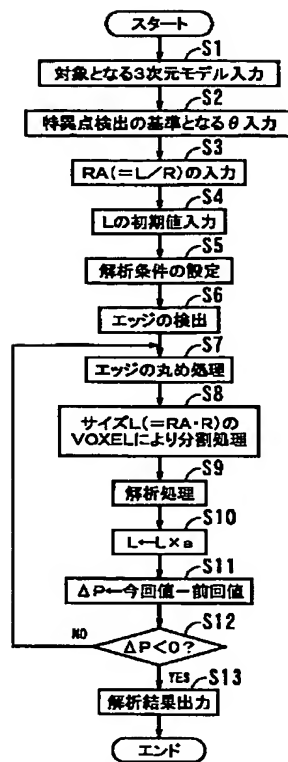 スタート
S1
対象となる3次元モデル入力
S2
特異点検出の基準となるθ入力
S3
RA(=L/R)の入力
S4
Lの初期値入力
S5
解析条件の設定
S6
エッジの検出
S7
エッジの丸め処理
S8
サイズL(=RA・R)の
VOXELにより分割処理
S9
解析処理
S10
L←L×a
S11
ΔP←今回値−前回値
S12
NO
ΔP<0?
YES
S13
解析結果出力
エンド